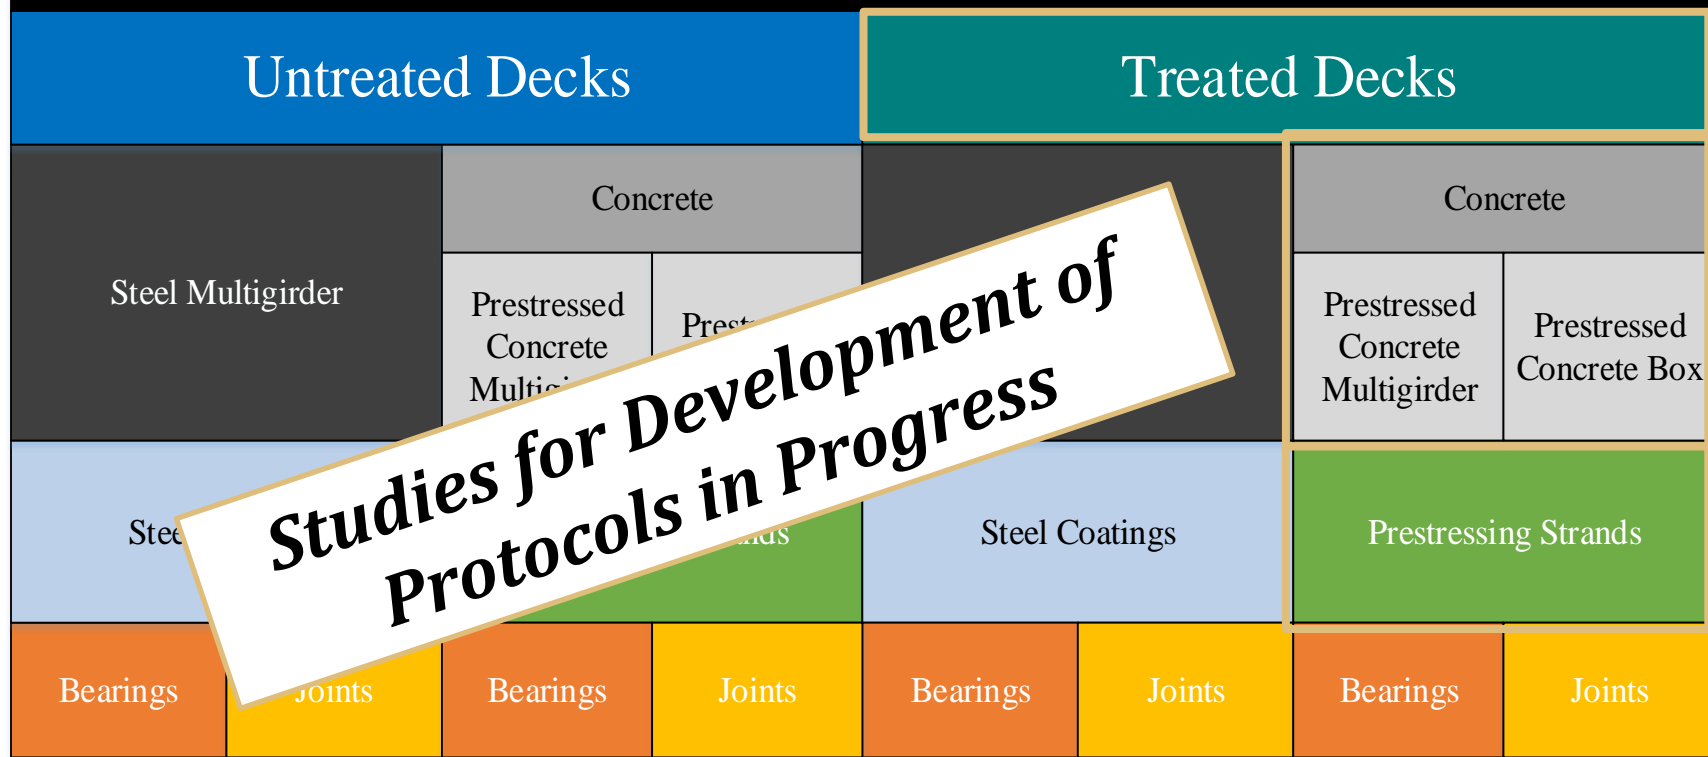 Untreated Decks
Treated Decks
Steel Multigirder
Concrete
Prestressed
Concrete
Concrete
Prestressed
Concrete
Multigirder
Prestressed
Concrete Box
Studies for Development of
Protocols in Progress
Steel Coatings
Prestressing Strands
Bearings
Joints
Bearings
Joints
Bearings
Joints
Bearings
Joints